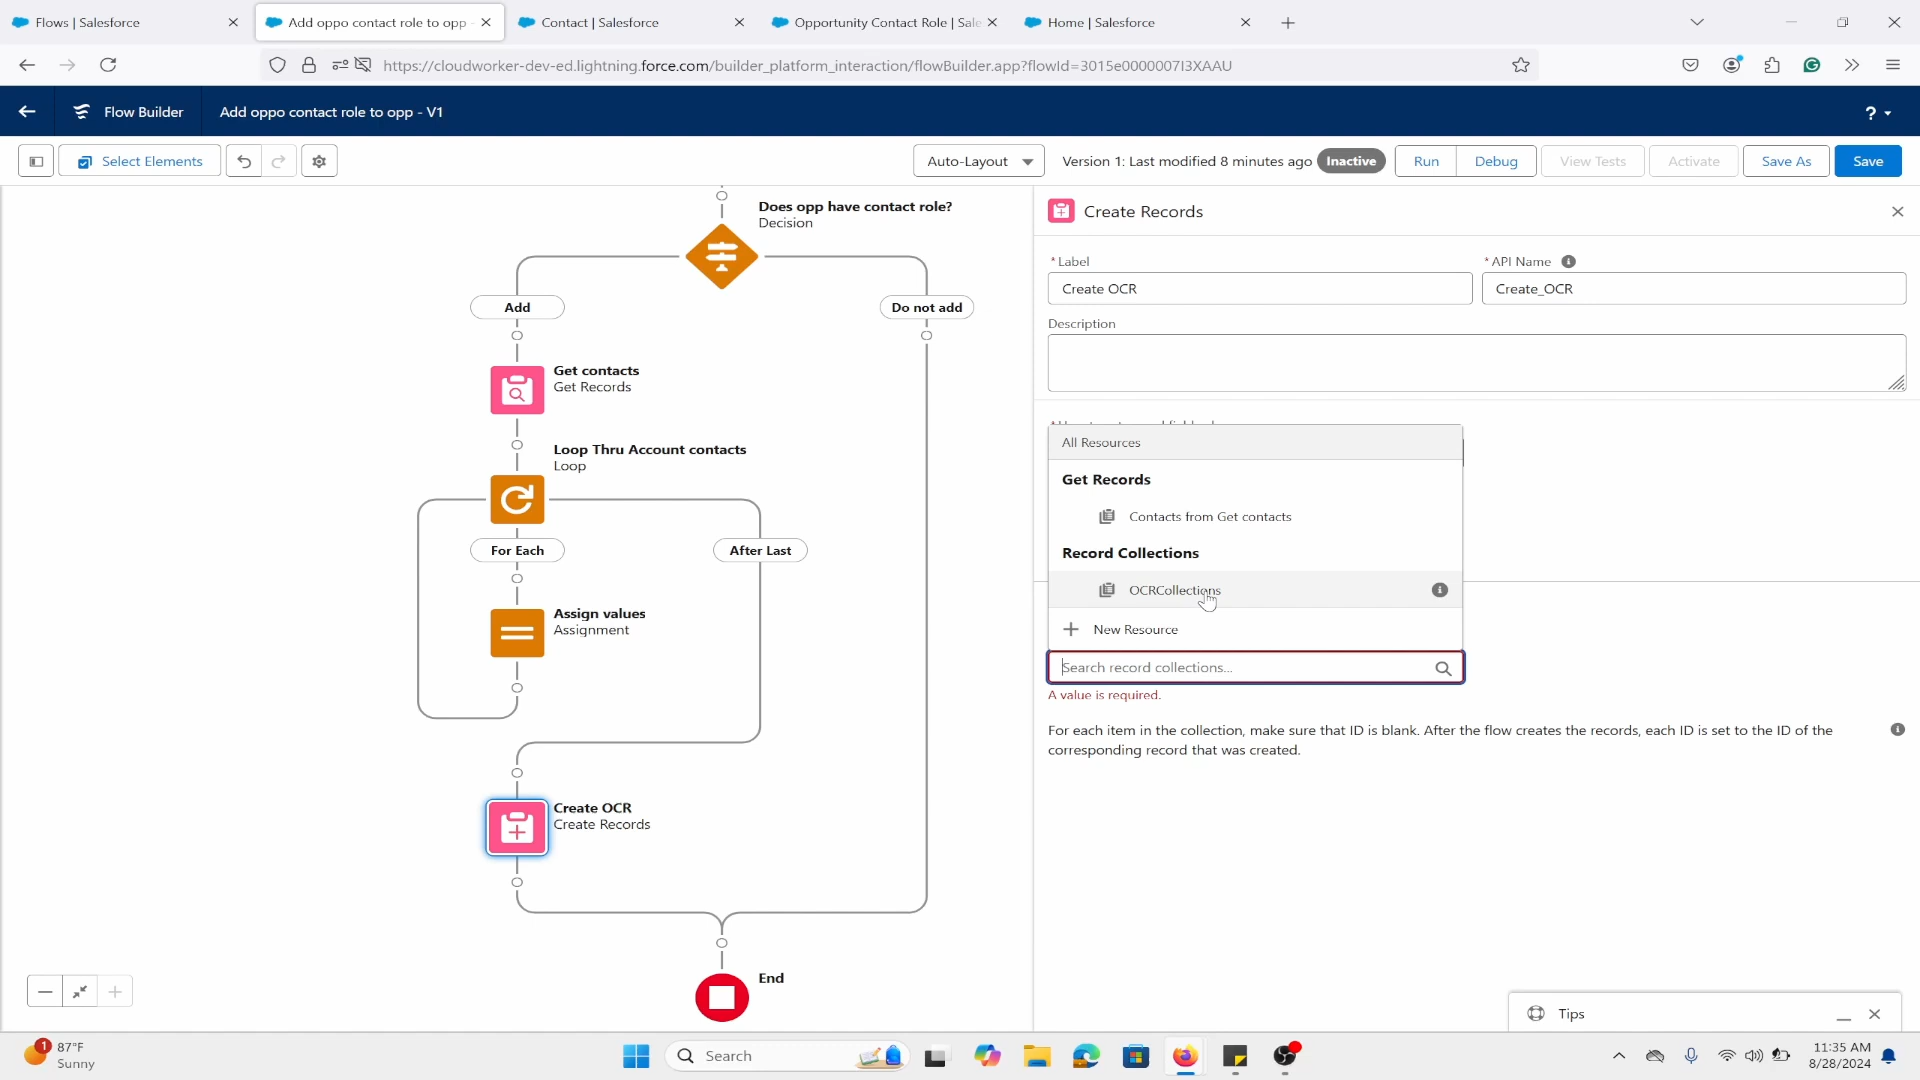 Flows | Salesforce
Add oppo contact role to opp -
Contact | Salesforce
Opportunity Contact Role | Sale
Home | Salesforce
https://cloudworker-dev-ed.lightning.force.com/builder_platform_interaction/flowBuilder.app?flowId=3015e0000007I3XAAU
Flow Builder
Add oppo contact role to opp - V1
?
Select Elements
Auto-Layout
Version 1: Last modified 8 minutes ago
Inactive
Run
Debug
View Tests
Activate
Save As
Save
Does opp have contact role?
Decision
Add
Do not add
Get contacts
Get Records
Loop Thru Account contacts
Loop
For Each
After Last
Assign values
Assignment
Create OCR
Create Records
End
Create Records
* Label
* API Name
Create OCR
Create_OCR
Description
All Resources
Get Records
Contacts from Get contacts
Record Collections
OCRCollections
New Resource
Search record collections...
A value is required.
For each item in the collection, make sure that ID is blank. After the flow creates the records, each ID is set to the ID of the
corresponding record that was created.
Tips
1
87°F
Sunny
Search
11:35 AM
8/28/2024